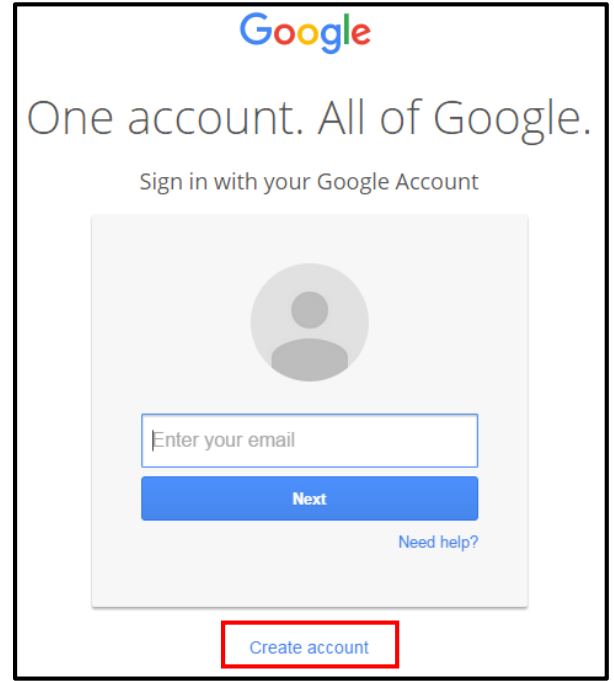 Google
One account. All of Google.
Sign in with your Google Account
Enter your email
Next
Need help?
Create account